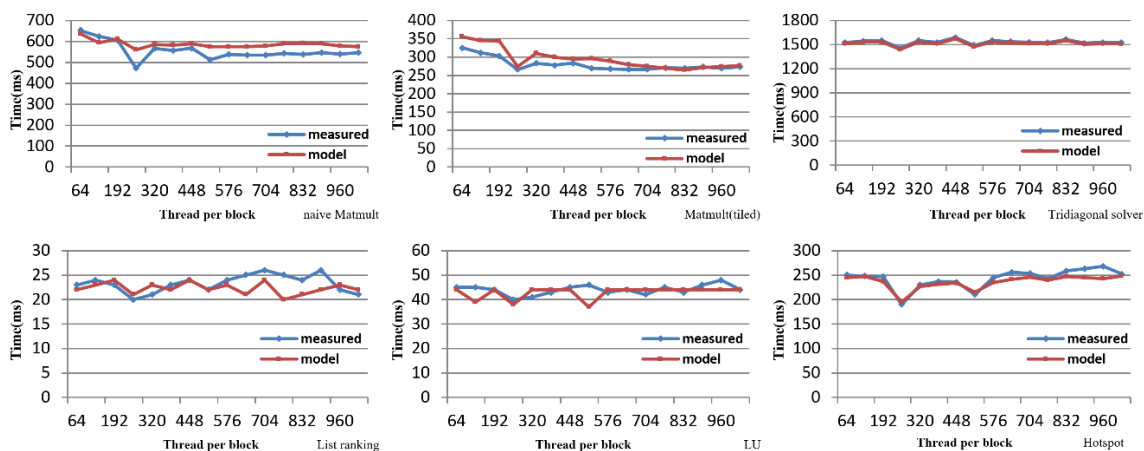 700
600
500
400
300
200
100
0
Time(ms)
measured
model
64 192 320 448 576 704 832 960
Thread per block
naive Matmult
400
350
300
250
200
150
100
50
0
Time(ms)
measured
model
64 192 320 448 576 704 832 960
Thread per block
Matmult(tiled)
1800
1500
1200
900
600
300
0
Time(ms)
measured
model
64 192 320 448 576 704 832 960
Thread per block
Tridiagonal solver
30
25
20
15
10
5
0
Time(ms)
measured
model
64 192 320 448 576 704 832 960
Thread per block
List ranking
60
50
40
30
20
10
0
Time(ms)
measured
model
64 192 320 448 576 704 832 960
Thread per block
LU
300
250
200
150
100
50
0
Time(ms)
measured
model
64 192 320 448 576 704 832 960
Thread per block
Hotspot